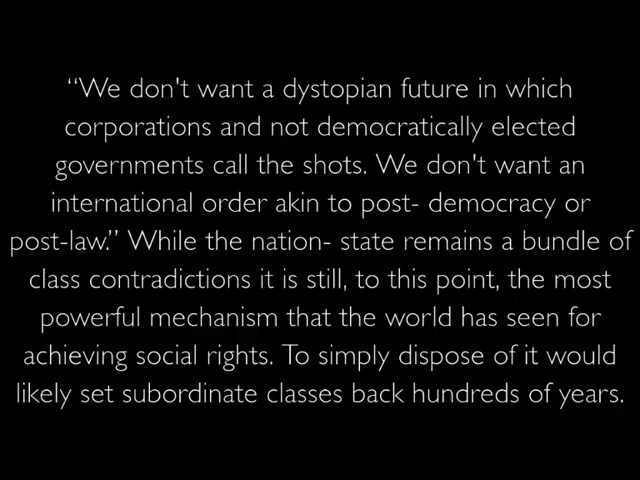 “We don't want a dystopian future in which
corporations and not democratically elected
governments call the shots. We don't want an
international order akin to post- democracy or
post-law.” While the nation- state remains a bundle of
class contradictions it is still, to this point, the most
powerful mechanism that the world has seen for
achieving social rights. To simply dispose of it would
likely set subordinate classes back hundreds of years.